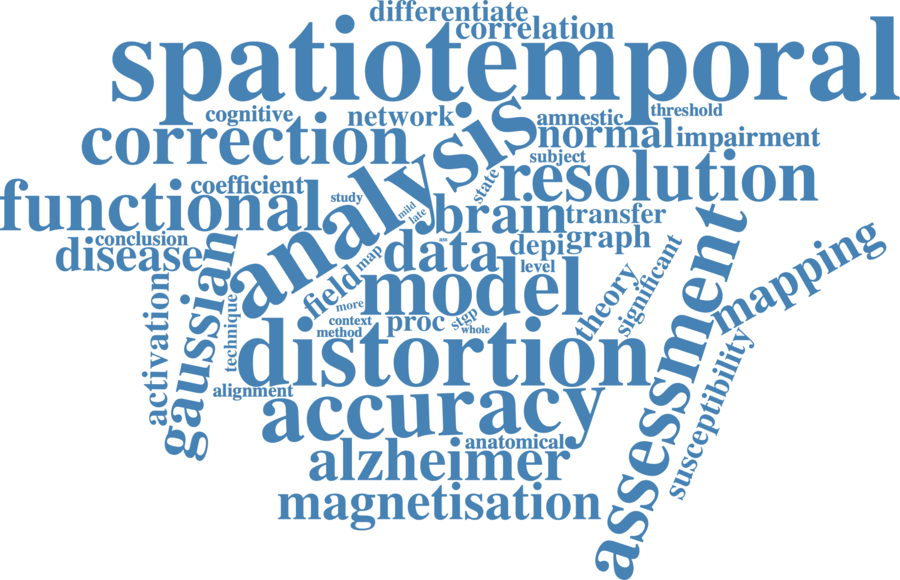 differentiate
correlation
spatiotemporal
cognitive
network
amnestic
threshold
correction
analysis
normal
impairment
subject
functional
coefficient
study
mild
late
state
resolution
brain
transfer
conclusion
disease
gaussian
map
data
ass
depi
graph
level
significant
assessment
mapping
activation
technique
field
more
model
theory
context
method
proc
stgp
whole
distortion
susceptibility
alignment
accuracy
anatomical
alzheimer
magnetisation